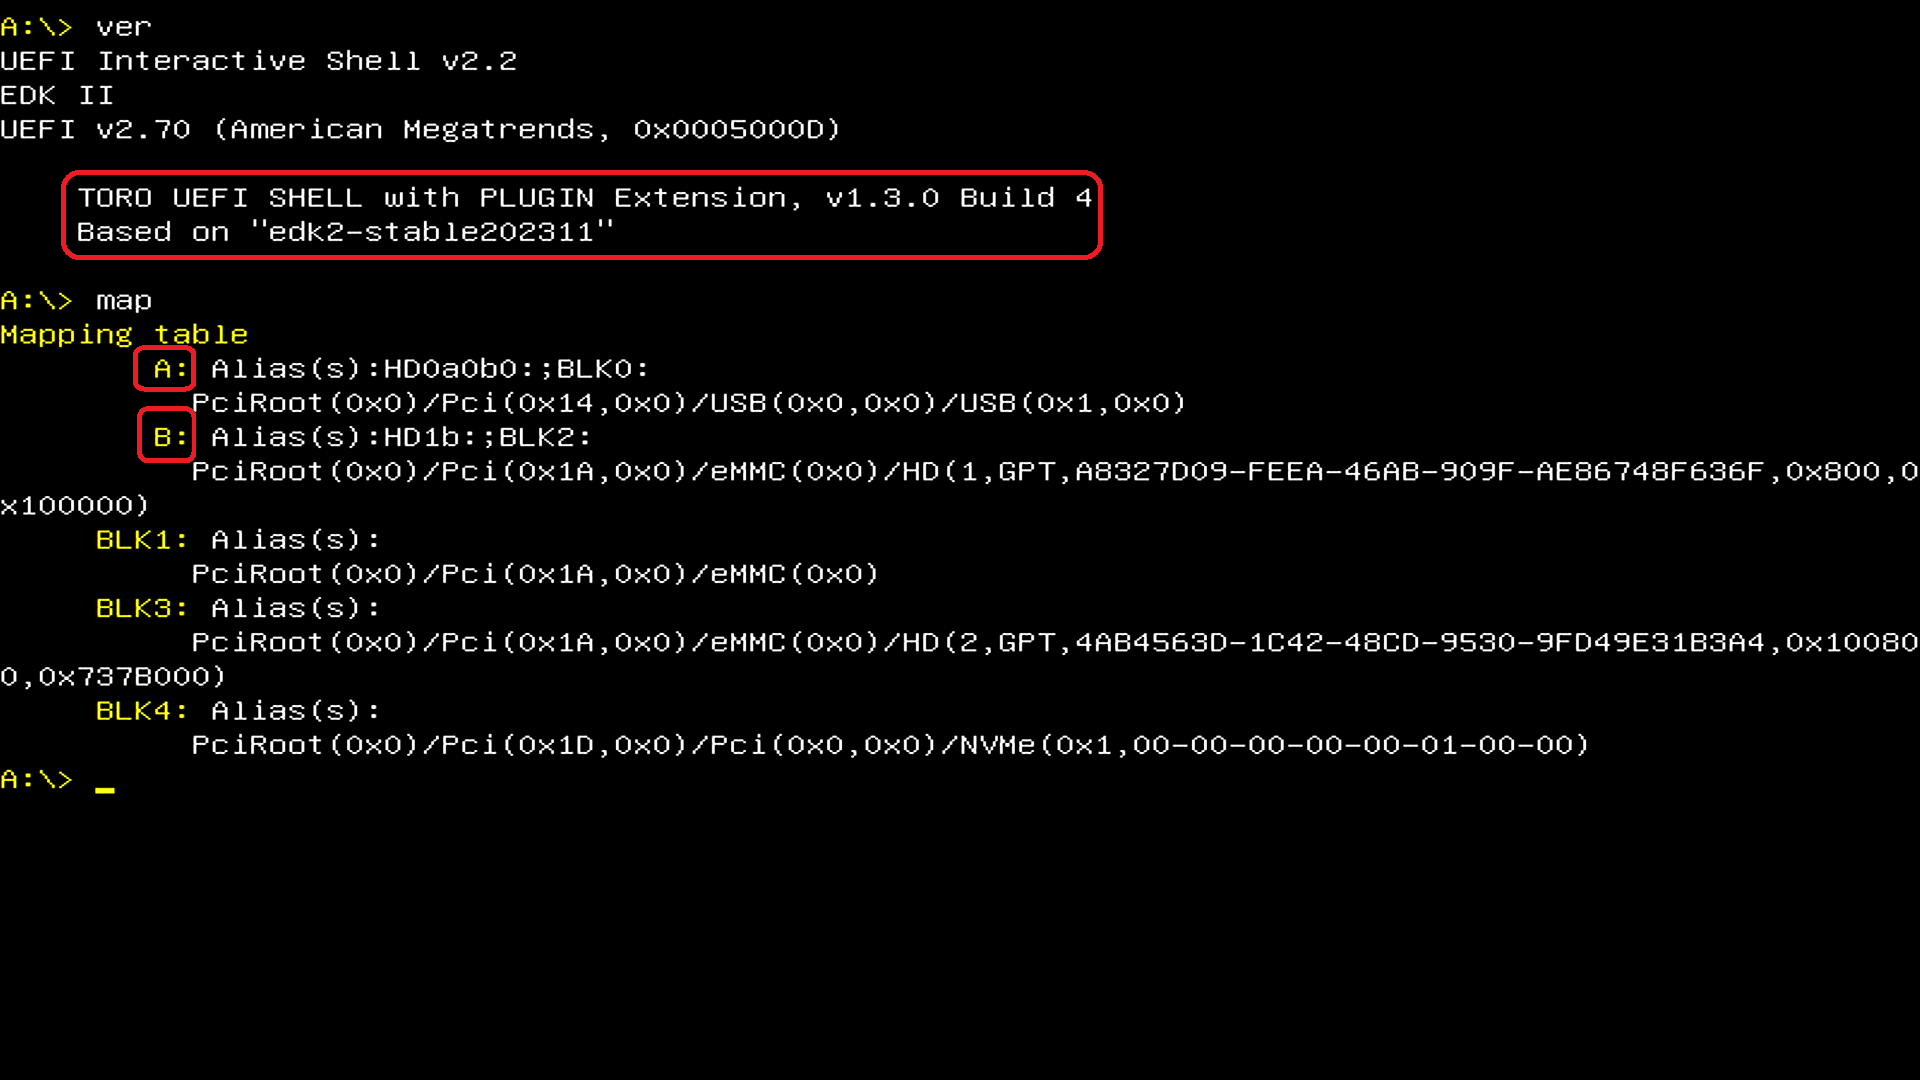 A:\> ver
UEFI Interactive Shell v2.2
EDK II
UEFI v2.70 (American Megatrends, 0x0005000D)
TORO UEFI SHELL with PLUGIN Extension, v1.3.0 Build 4
Based on "edk2-stable202311"
A:\> map
Mapping table
A: Alias(s):HD0a0b0:;BLK0:
PciRoot(0x0)/Pci(0x14,0x0)/USB(0x0,0x0)/USB(0x1,0x0)
B: Alias(s):HD1b:;BLK2:
PciRoot(0x0)/Pci(0x1A,0x0)/eMMC(0x0)/HD(1,GPT,A8327D09-FEEA-46AB-909F-AE86748F636F,0x800,0
x100000)
BLK1: Alias(s):
PciRoot(0x0)/Pci(0x1A,0x0)/eMMC(0x0)
BLK3: Alias(s):
PciRoot(0x0)/Pci(0x1A,0x0)/eMMC(0x0)/HD(2,GPT,4AB4563D-1C42-48CD-9530-9FD49E31B3A4,0x10080
0,0x737B000)
BLK4: Alias(s):
PciRoot(0x0)/Pci(0x1D,0x0)/Pci(0x0,0x0)/NVMe(0x1,00-00-00-00-00-01-00-00)
A:\> _